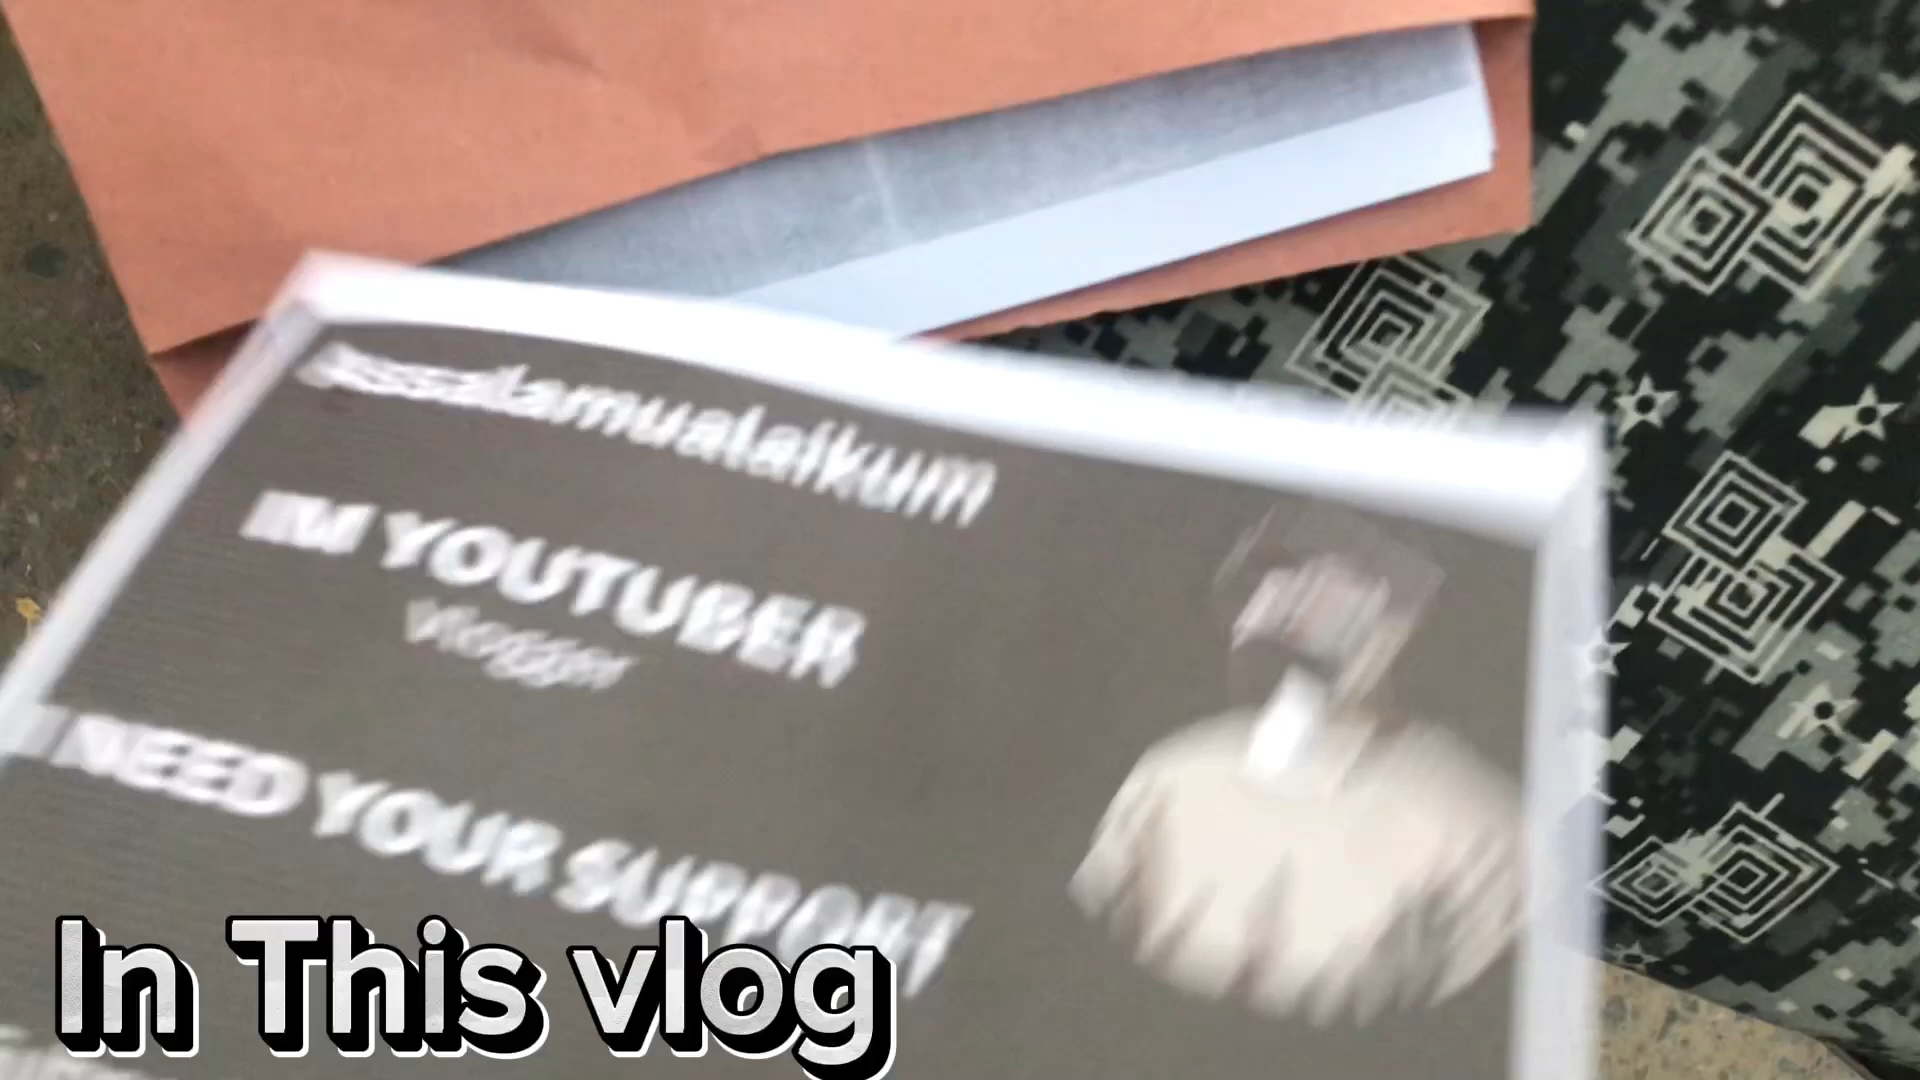 assalamualaikum
IM YOUTUBER
Vlogger
I NEED YOUR SUPPORT
In This vlog